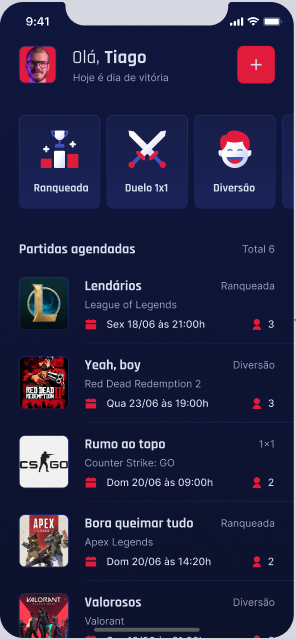 9:41
Olá, Tiago
Hoje é dia de vitória
+
Ranqueada
Duelo 1x1
Diversão
Partidas agendadas
Total 6
Lendários
Ranqueada
League of Legends
Sex 18/06 às 21:00h
3
Yeah, boy
Diversão
RED DEAD
REDEMPTION
Red Dead Redemption 2
Qua 23/06 às 19:00h
3
Rumo ao topo
1×1
CS GO
Counter Strike: GO
Dom 20/06 às 09:00h
2
Bora queimar tudo
Ranqueada
APEX
Apex Legends
Dom 20/06 às 14:20h
2
Valorosos
Diversão
VALORANT
Valorant